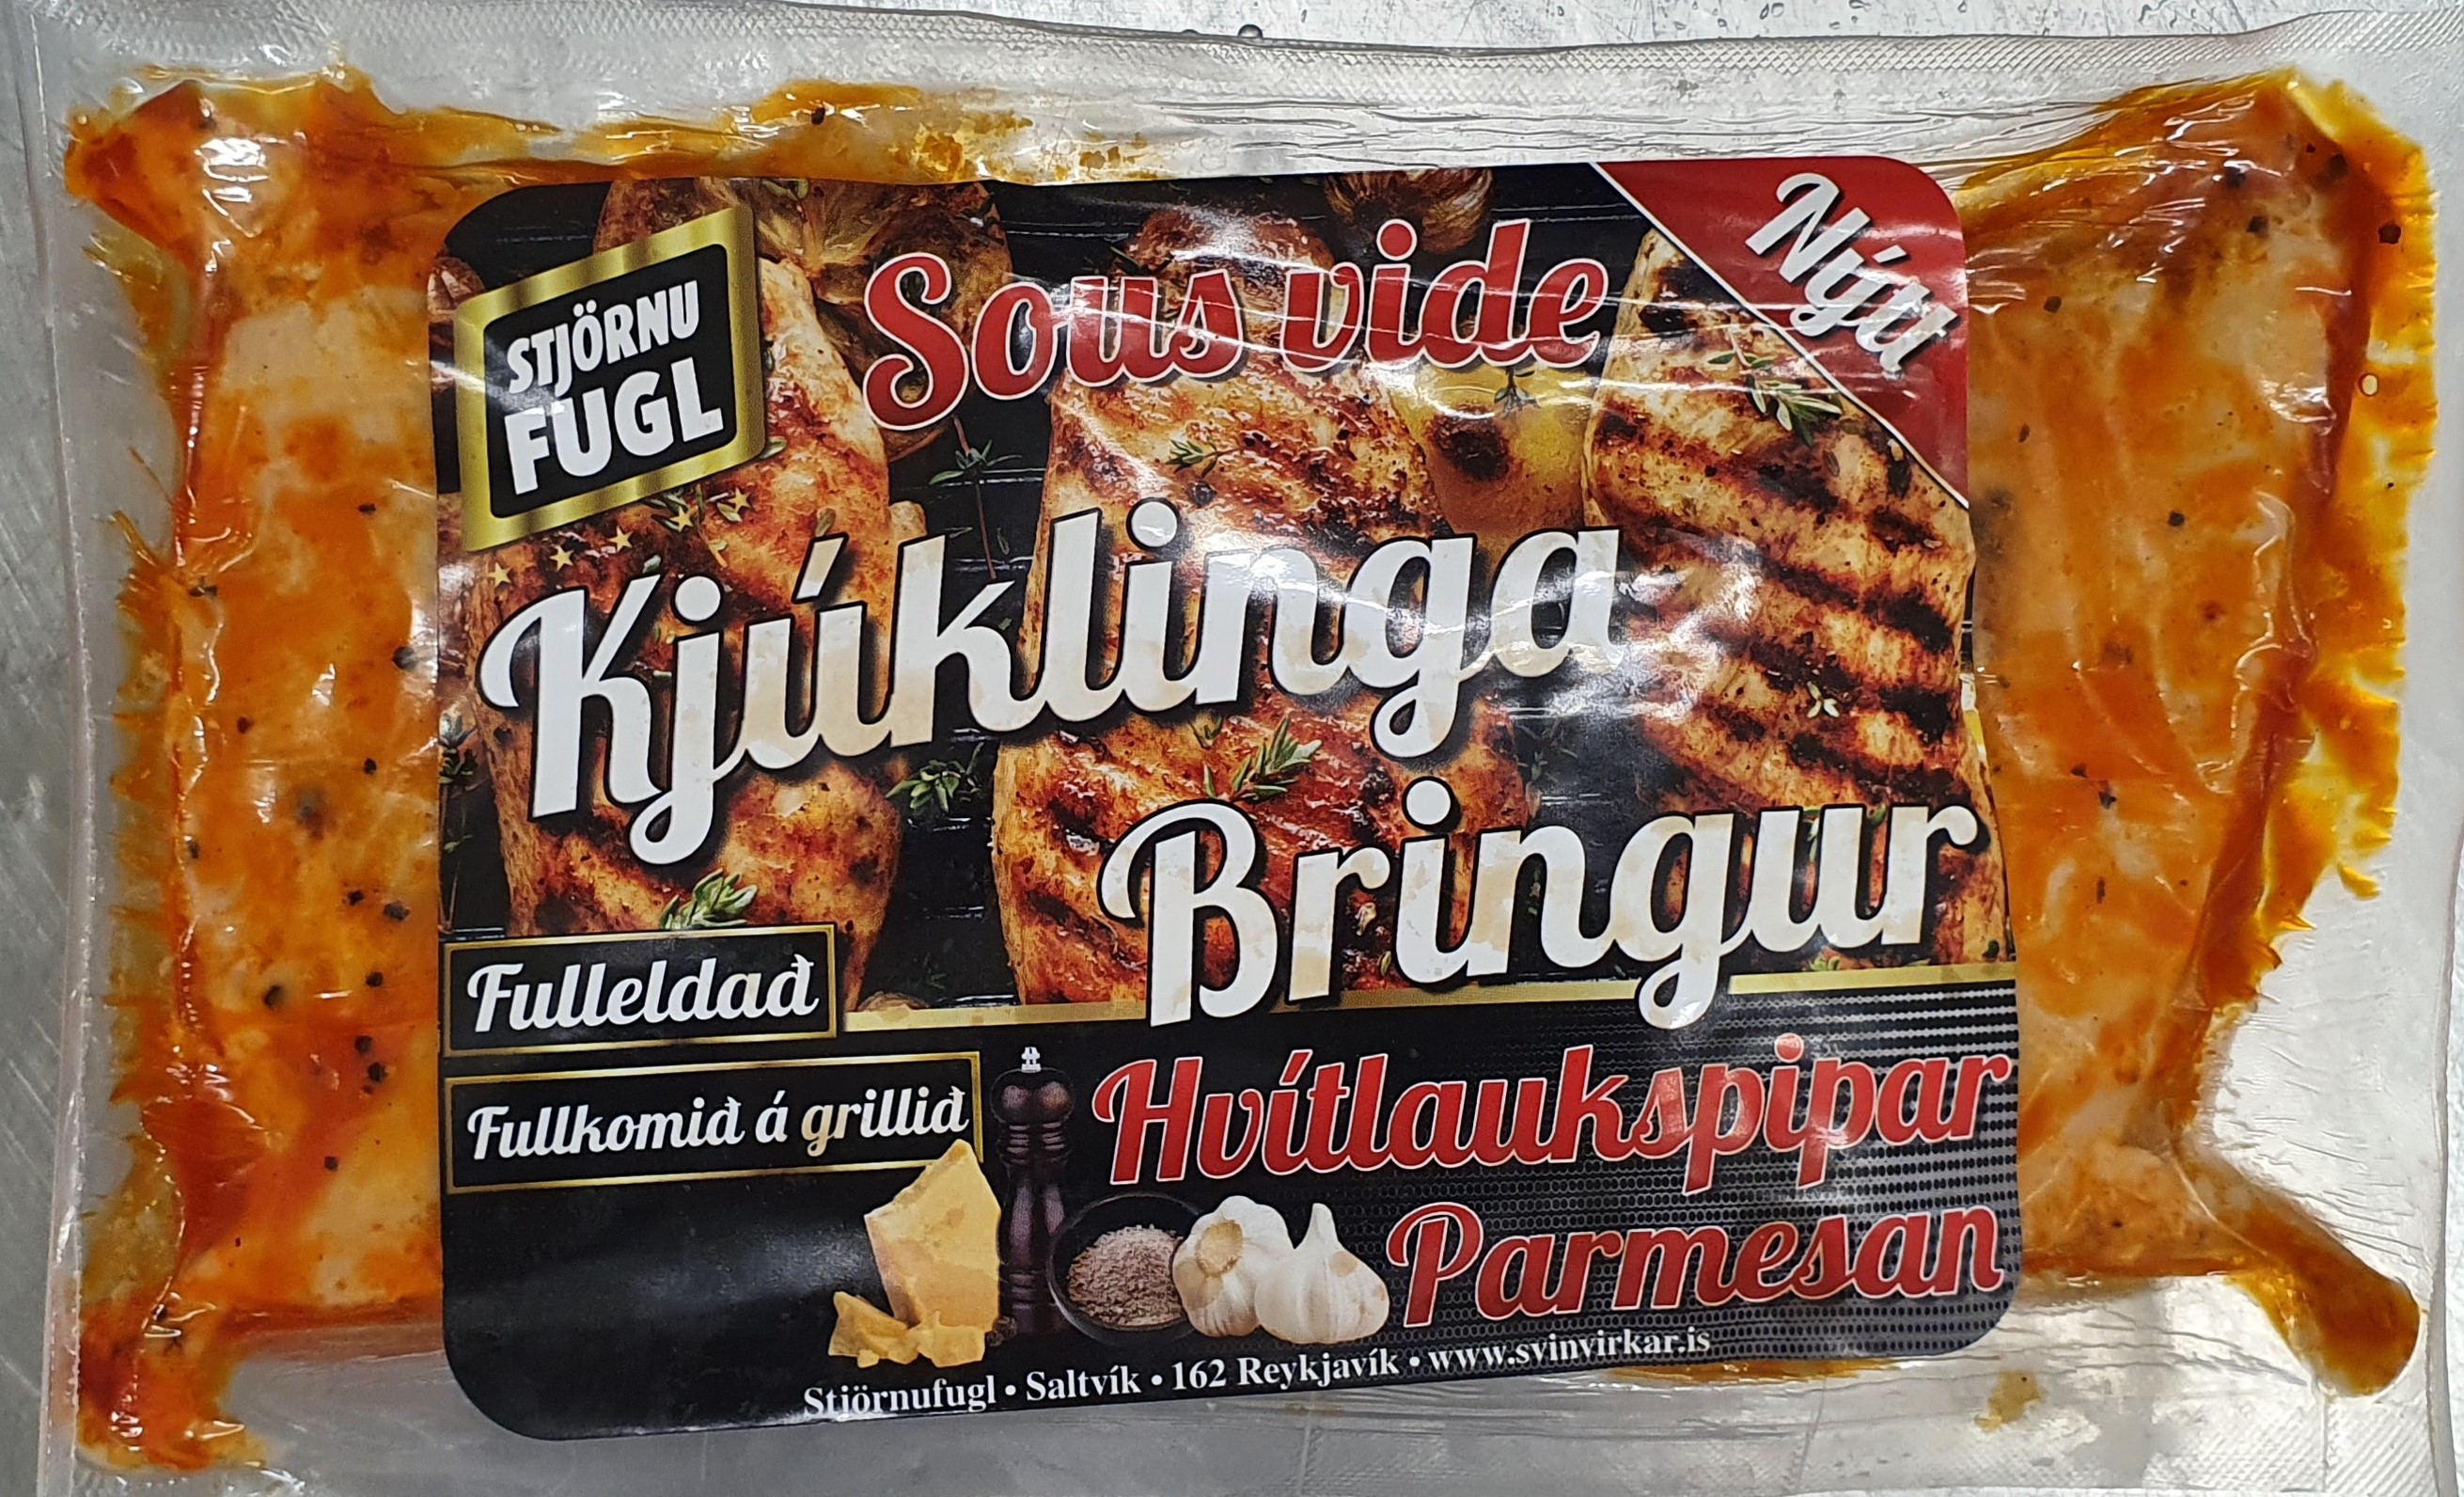 STJÖRNU
FUGL
Sous vide
Nýtt
Kjúklinga
Bringur
Fulleldað
Fullkomið á grillið
Hvítlaukspipar
Parmesan
Stjörnufugl • Saltvík • 162 Reykjavík • www.svinvirkar.is